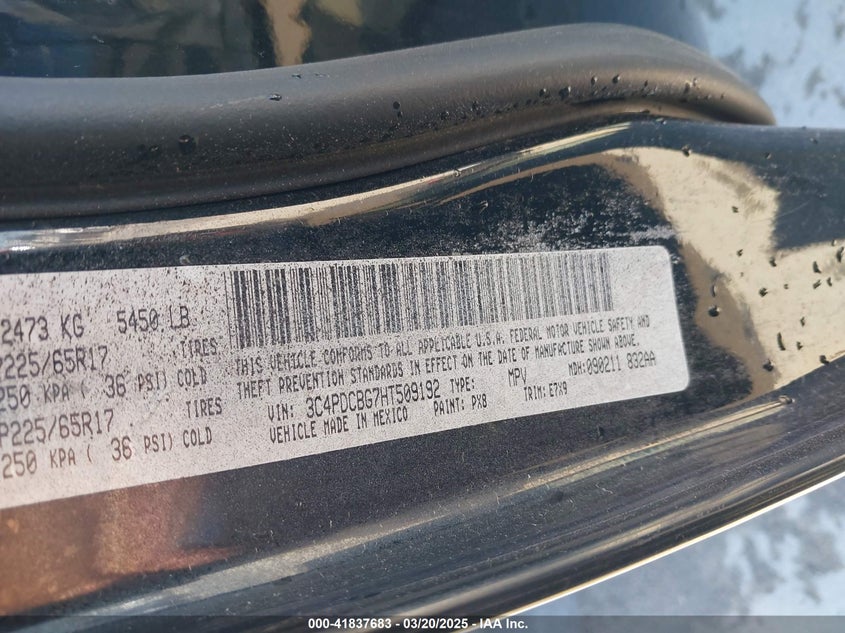 2473 KG 5450 LB
P225/65R17 TIRES
250 KPA ( 36 PSI) COLD
P225/65R17 TIRES
250 KPA ( 36 PSI) COLD
THIS VEHICLE CONFORMS TO ALL APPLICABLE U.S.A. FEDERAL MOTOR VEHICLE SAFETY AND
THEFT PREVENTION STANDARDS IN EFFECT ON THE DATE OF MANUFACTURE SHOWN ABOVE.
VIN: 3C4PDCBG7HT509192 TYPE: MPV MDH: 090211 832AA
VEHICLE MADE IN MEXICO PAINT: PX8 TRIM: E7X9
000-41837683 / 03/20/2025 — IAA Inc.